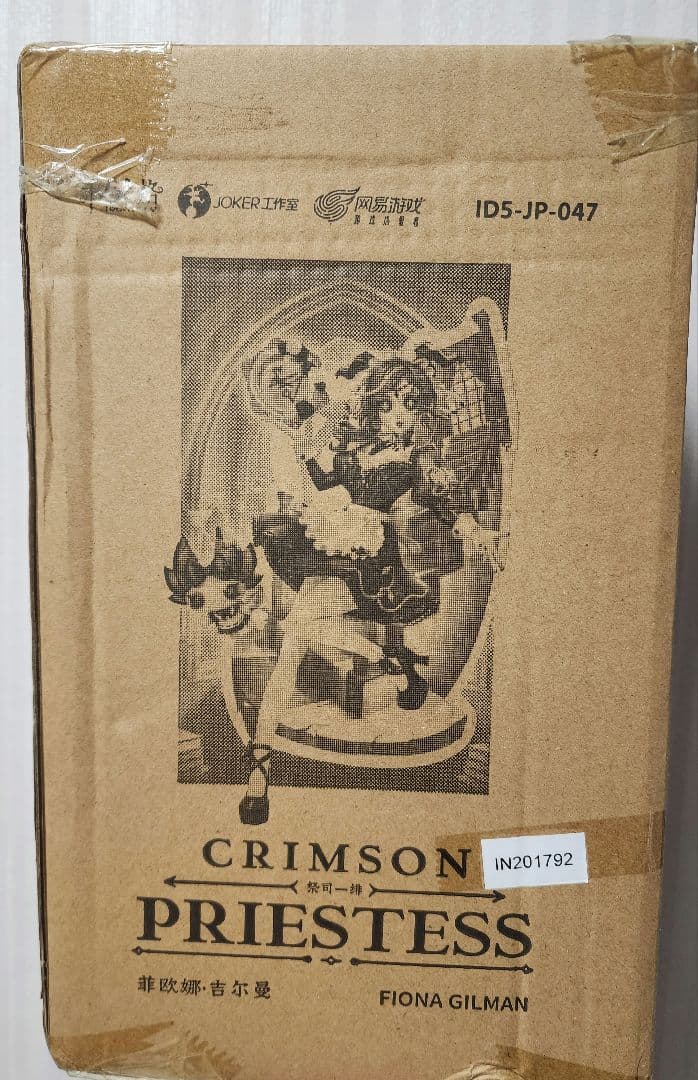 JOKER工作室 网易游戏 ID5-JP-047
CRIMSON
IN201792
祭司一绯
PRIESTESS
菲欧娜·吉尔曼 FIONA GILMAN